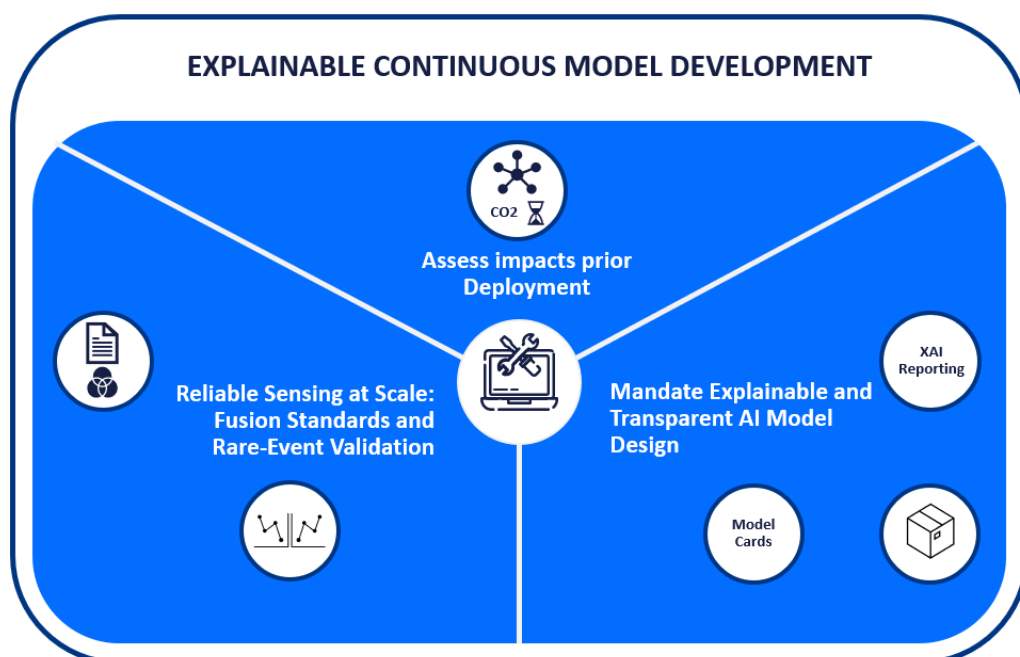 EXPLAINABLE CONTINUOUS MODEL DEVELOPMENT
CO2
Assess impacts prior
Deployment
Reliable Sensing at Scale:
Fusion Standards and
Rare-Event Validation
Mandate Explainable and
Transparent AI Model
Design
XAI
Reporting
Model
Cards